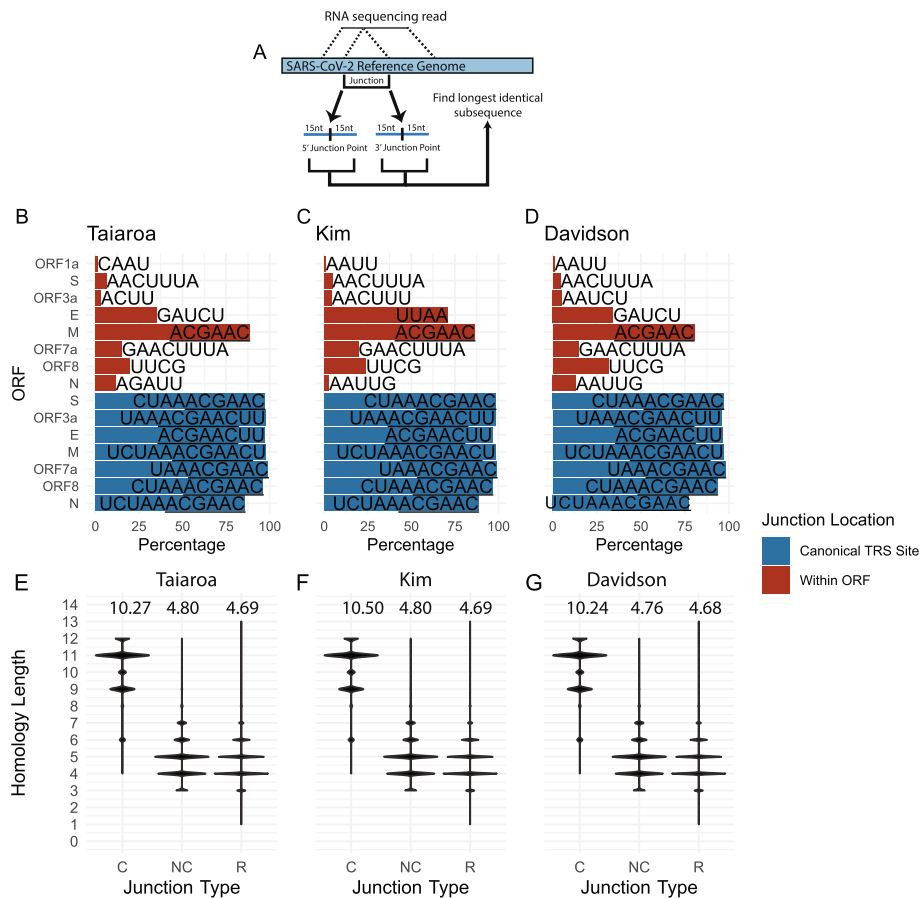 RNA sequencing read
A
SARS-CoV-2 Reference Genome
Junction
Find longest identical
subsequence
15nt 15nt 15nt 15nt
5' Junction Point 3' Junction Point
B C D
Taiaroa Kim Davidson
ORF
ORF1a CAAU AAUU AAUU
S AACUUUA AACUUUA AACUUUA
ORF3a ACUU AACUUU AAUCU
E GAUCU UUAA GAUCU
M ACGAAC ACGAAC ACGAAC
ORF7a GAACUUUA GAACUUUA GAACUUUA
ORF8 UUCG UUCG UUCG
N AGAUU AAUUG AAUUG
S CUAAACGAAC CUAAACGAAC CUAAACGAAC
ORF3a UAAACGAACUU UAAACGAACUU UAAACGAACUU
E ACGAACUU ACGAACUU ACGAACUU
M UCUAAACGAAC UCUAAACGAAC UCUAAACGAAC
ORF7a UAAACGAAC UAAACGAAC UAAACGAAC
ORF8 CUAAACGAAC CUAAACGAAC CUAAACGAAC
N UCUAAACGAAC UCUAAACGAAC UCUAAACGAAC
0 25 50 75 100 0 25 50 75 100 0 25 50 75 100
Percentage Percentage Percentage
Junction Location
Canonical TRS Site
Within ORF
E Taiaroa F Kim G Davidson
10.27 4.80 4.69 10.50 4.80 4.69 10.24 4.76 4.68
Homology Length
14
13
12
11
10
9
8
7
6
5
4
3
2
1
0
C NC R C NC R C NC R
Junction Type Junction Type Junction Type